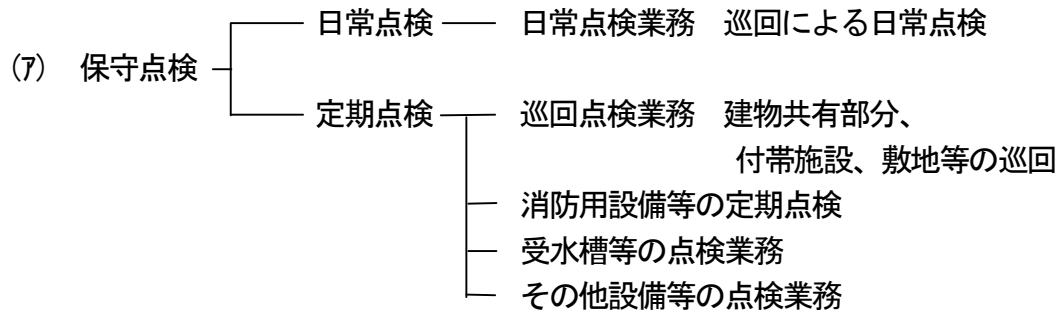 日常点検 日常点検業務 巡回による日常点検
(ｱ) 保守点検
定期点検 巡回点検業務 建物共有部分、
付帯施設、敷地等の巡回
消防用設備等の定期点検
受水槽等の点検業務
その他設備等の点検業務